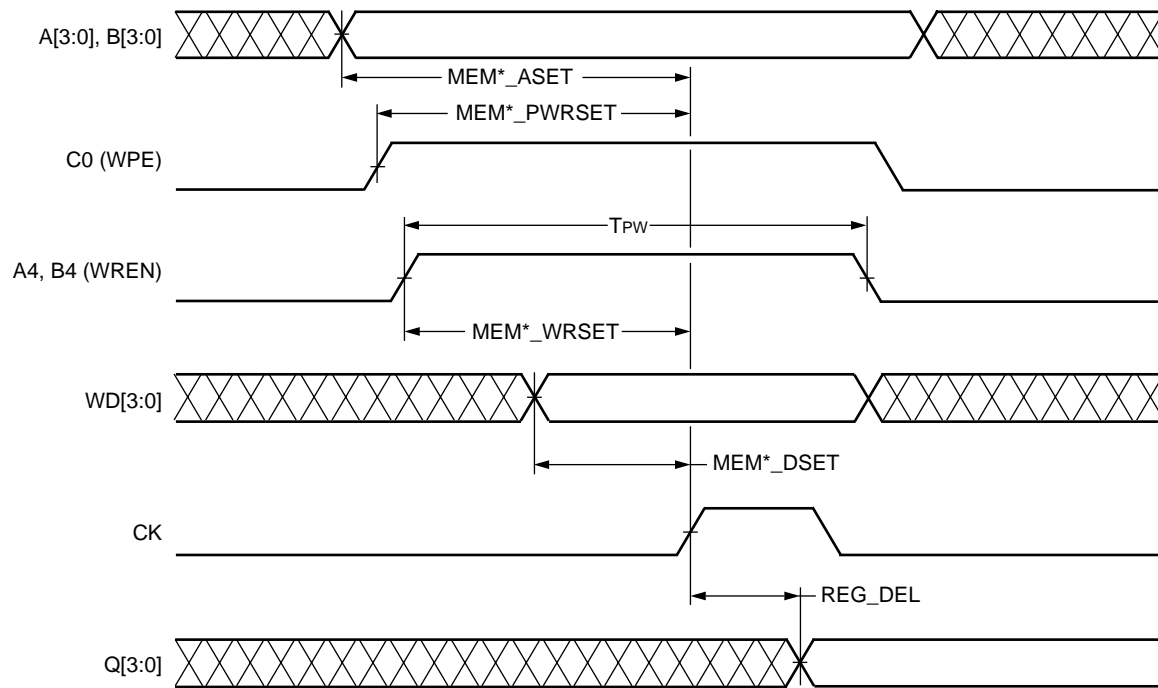 A[3:0], B[3:0]
MEM*_ASET
MEM*_PWRSET
C0 (WPE)
TPW
A4, B4 (WREN)
MEM*_WRSET
WD[3:0]
MEM*_DSET
CK
REG_DEL
Q[3:0]